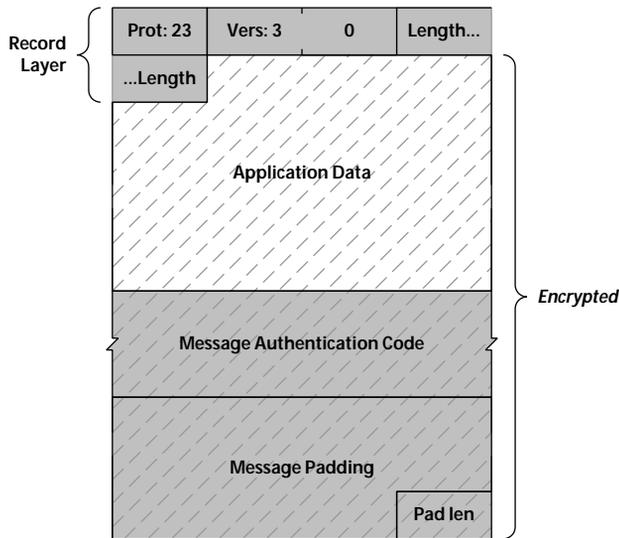 Record
Layer
Prot: 23
Vers: 3
0
Length...
...Length
Application Data
Encrypted
Message Authentication Code
Message Padding
Pad len